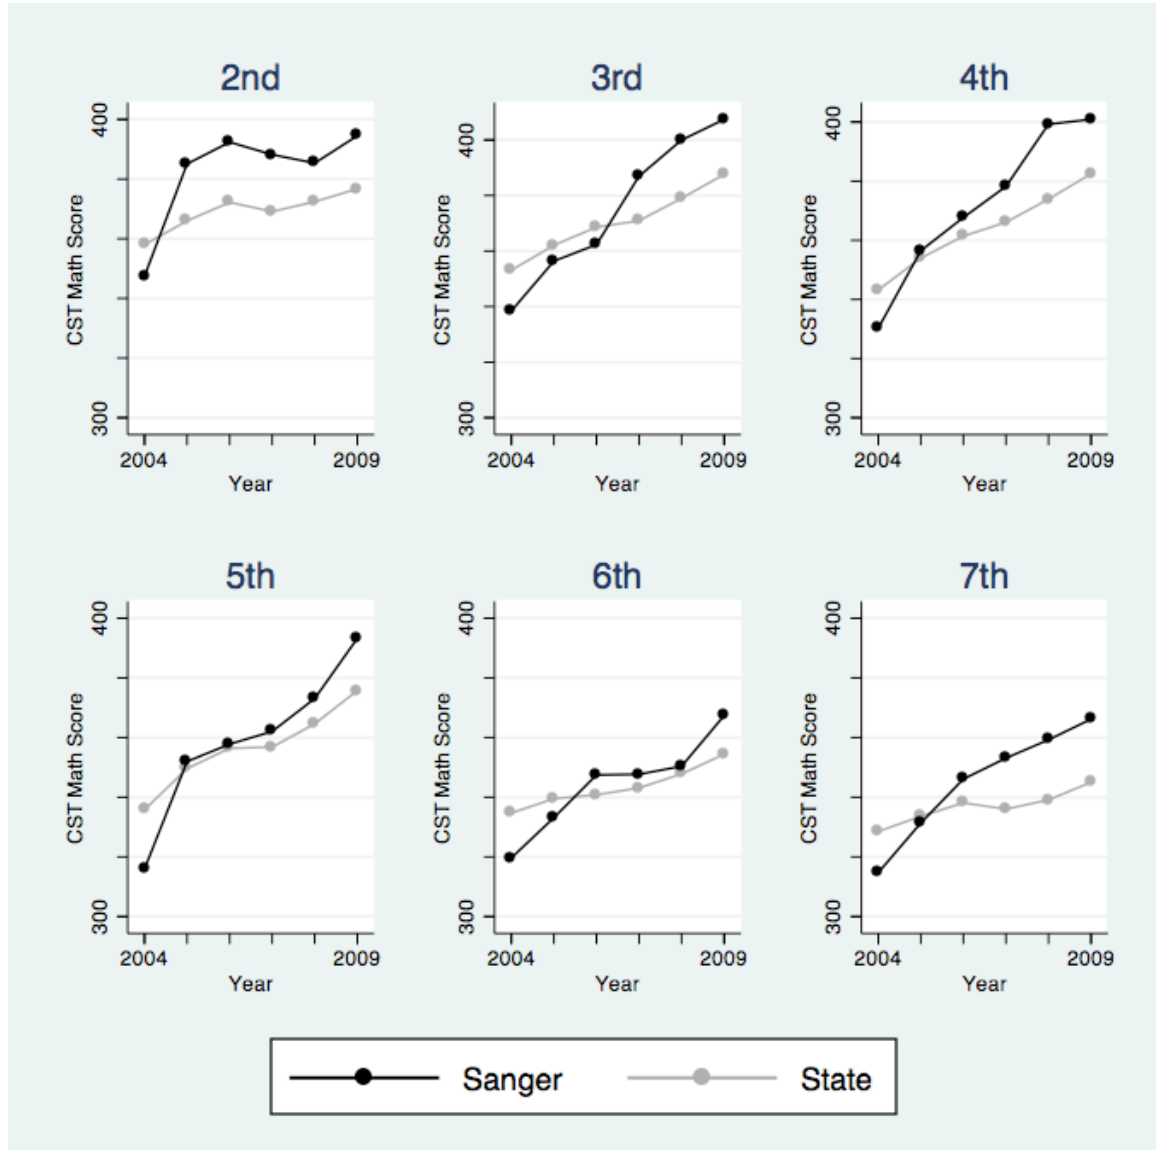 2nd 3rd 4th
400 400 400
CST Math Score CST Math Score CST Math Score
300 300 300
2004 2009 2004 2009 2004 2009
Year Year Year
5th 6th 7th
400 400 400
CST Math Score CST Math Score CST Math Score
300 300 300
2004 2009 2004 2009 2004 2009
Year Year Year
Sanger State